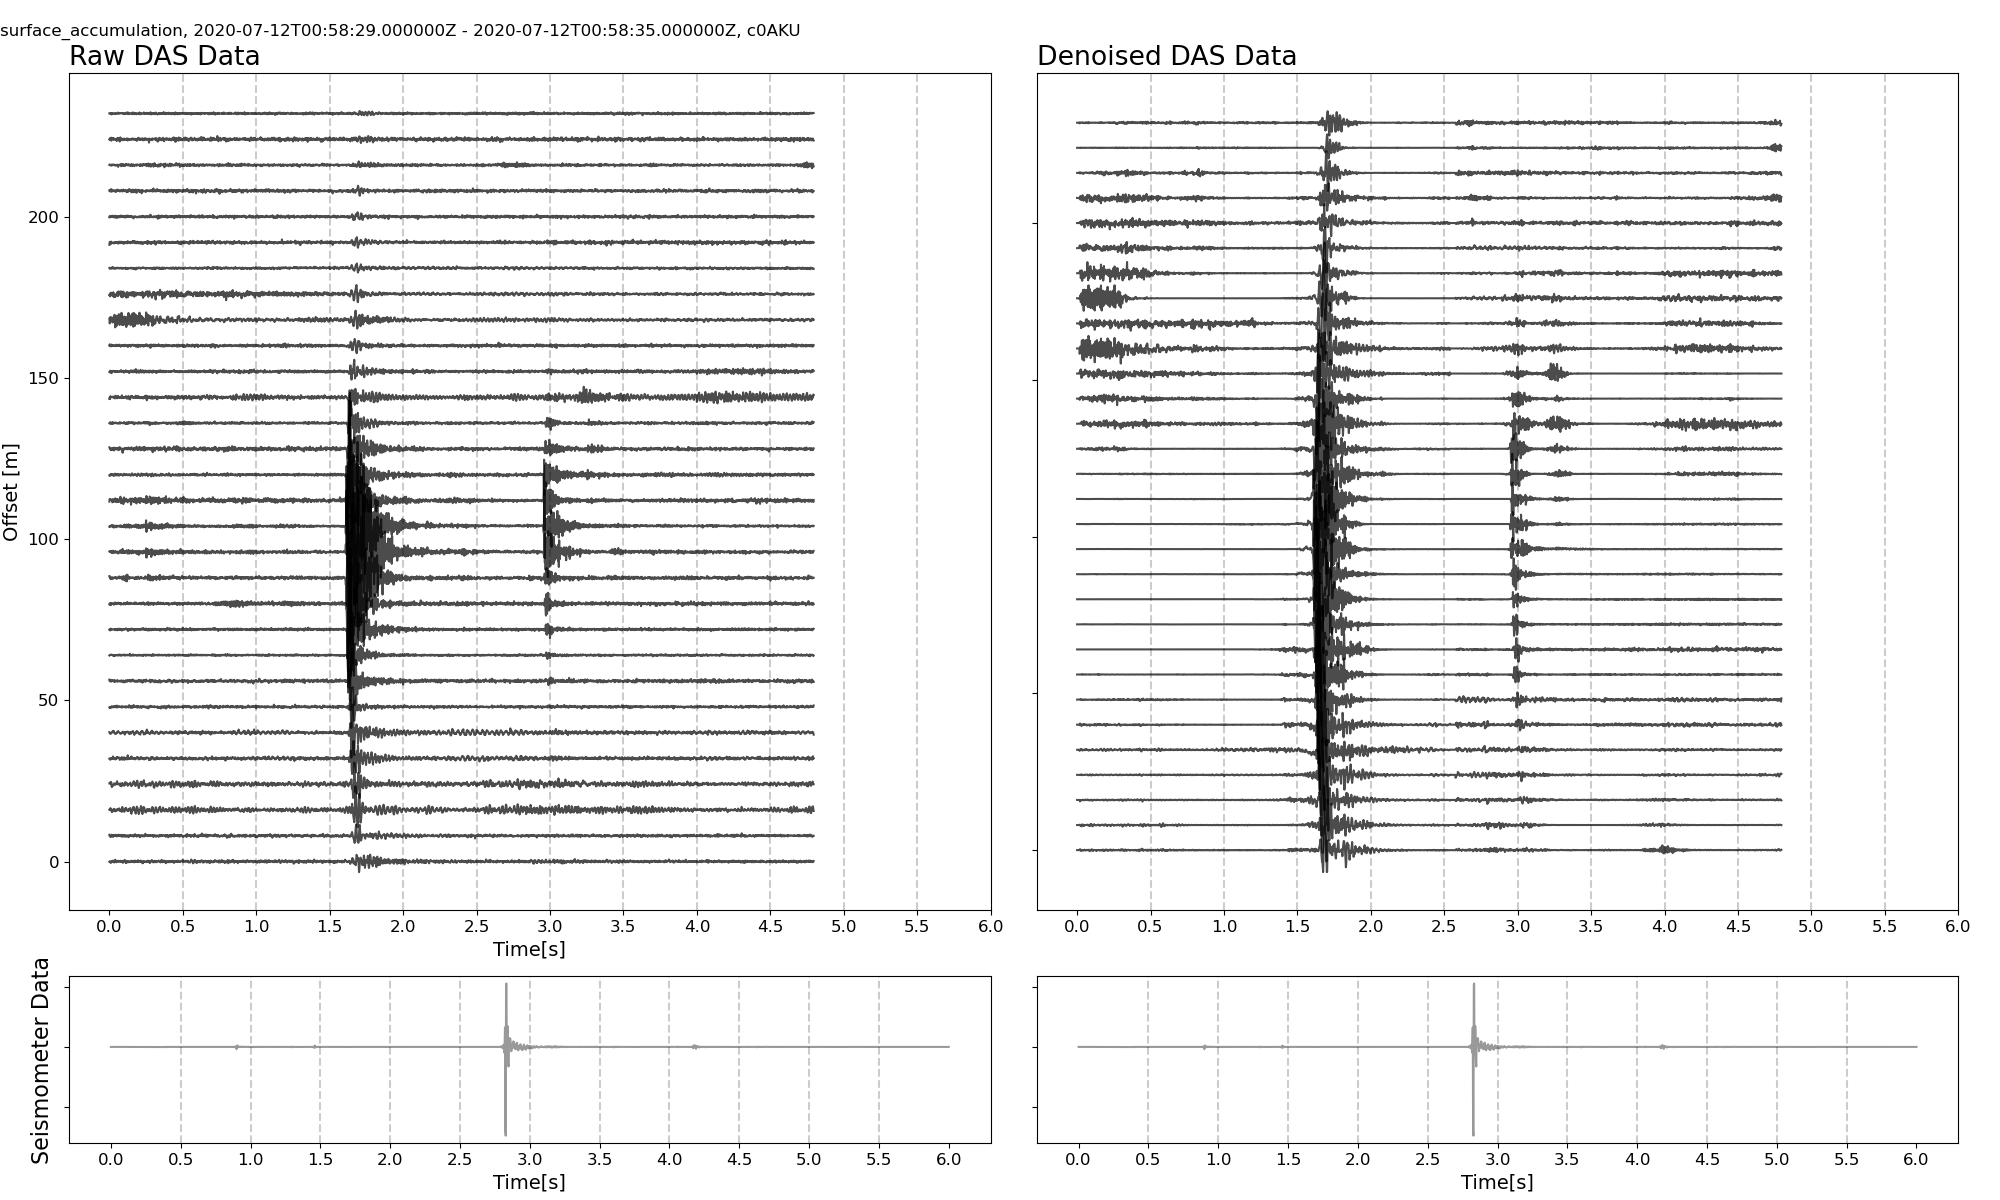 surface_accumulation, 2020-07-12T00:58:29.000000Z - 2020-07-12T00:58:35.000000Z, c0AKU
Raw DAS Data
Denoised DAS Data
Offset [m]
200
150
100
50
0
0.0 0.5 1.0 1.5 2.0 2.5 3.0 3.5 4.0 4.5 5.0 5.5 6.0
Time[s]
0.0 0.5 1.0 1.5 2.0 2.5 3.0 3.5 4.0 4.5 5.0 5.5 6.0
Seismometer Data
0.0 0.5 1.0 1.5 2.0 2.5 3.0 3.5 4.0 4.5 5.0 5.5 6.0
Time[s]
0.0 0.5 1.0 1.5 2.0 2.5 3.0 3.5 4.0 4.5 5.0 5.5 6.0
Time[s]